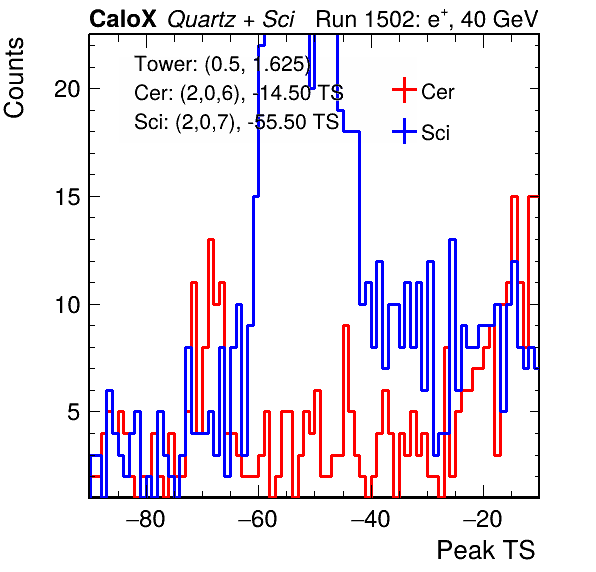 CaloX Quartz + Sci Run 1502: e⁺, 40 GeV
Counts
Tower: (0.5, 1.625)
Cer: (2,0,6), -14.50 TS
Sci: (2,0,7), -55.50 TS
Cer
Sci
20
15
10
5
−80 −60 −40 −20
Peak TS